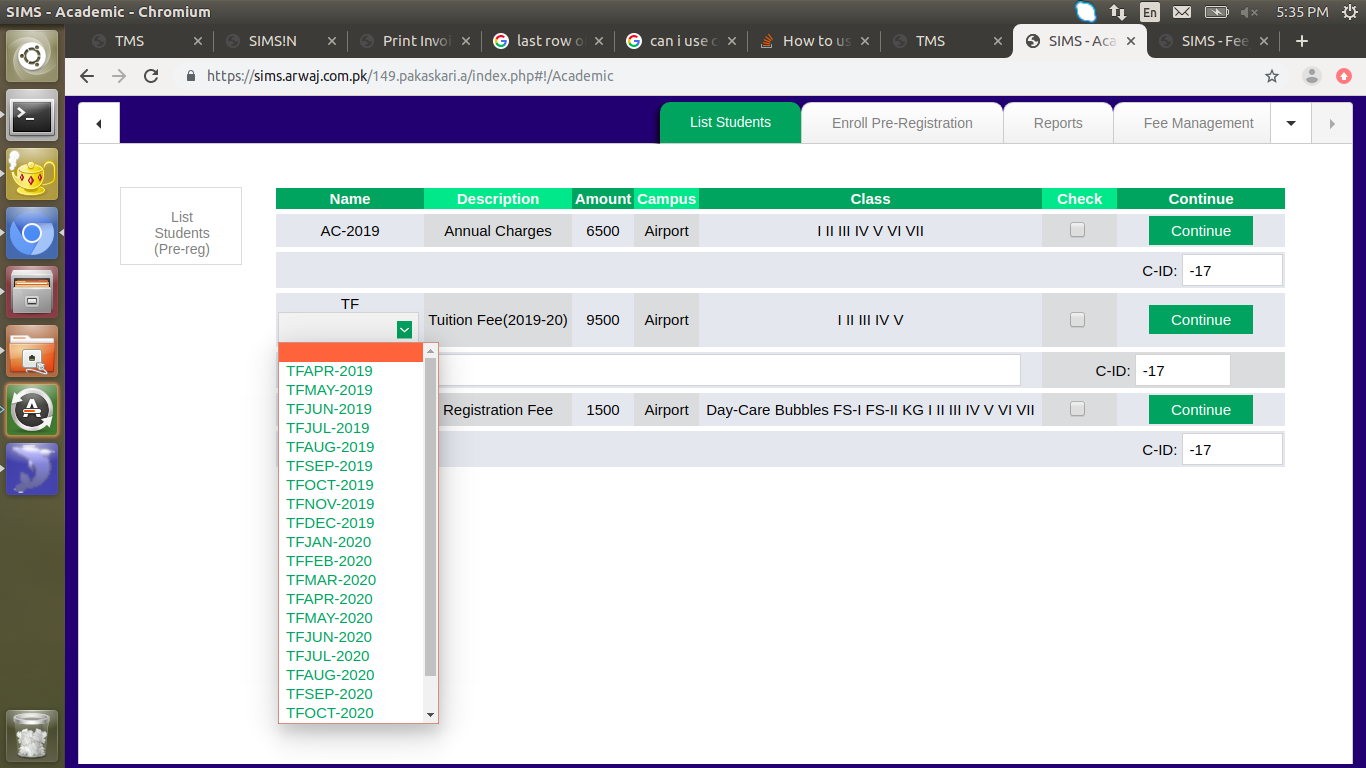 SIMS - Academic - Chromium
En
5:35 PM
TMS
SIMS!N
Print Invoi
last row o
can i use
How to us
TMS
SIMS - Aca
SIMS - Fee
https://sims.arwaj.com.pk/149.pakaskari.a/index.php#!/Academic
List Students
Enroll Pre-Registration
Reports
Fee Management
List
Students
(Pre-reg)
Name Description Amount Campus Class Check Continue
AC-2019 Annual Charges 6500 Airport I II III IV V VI VII Continue
C-ID: -17
TF
Tuition Fee(2019-20) 9500 Airport I II III IV V Continue
C-ID: -17
Registration Fee 1500 Airport Day-Care Bubbles FS-I FS-II KG I II III IV V VI VII Continue
C-ID: -17
TFAPR-2019
TFMAY-2019
TFJUN-2019
TFJUL-2019
TFAUG-2019
TFSEP-2019
TFOCT-2019
TFNOV-2019
TFDEC-2019
TFJAN-2020
TFFEB-2020
TFMAR-2020
TFAPR-2020
TFMAY-2020
TFJUN-2020
TFJUL-2020
TFAUG-2020
TFSEP-2020
TFOCT-2020